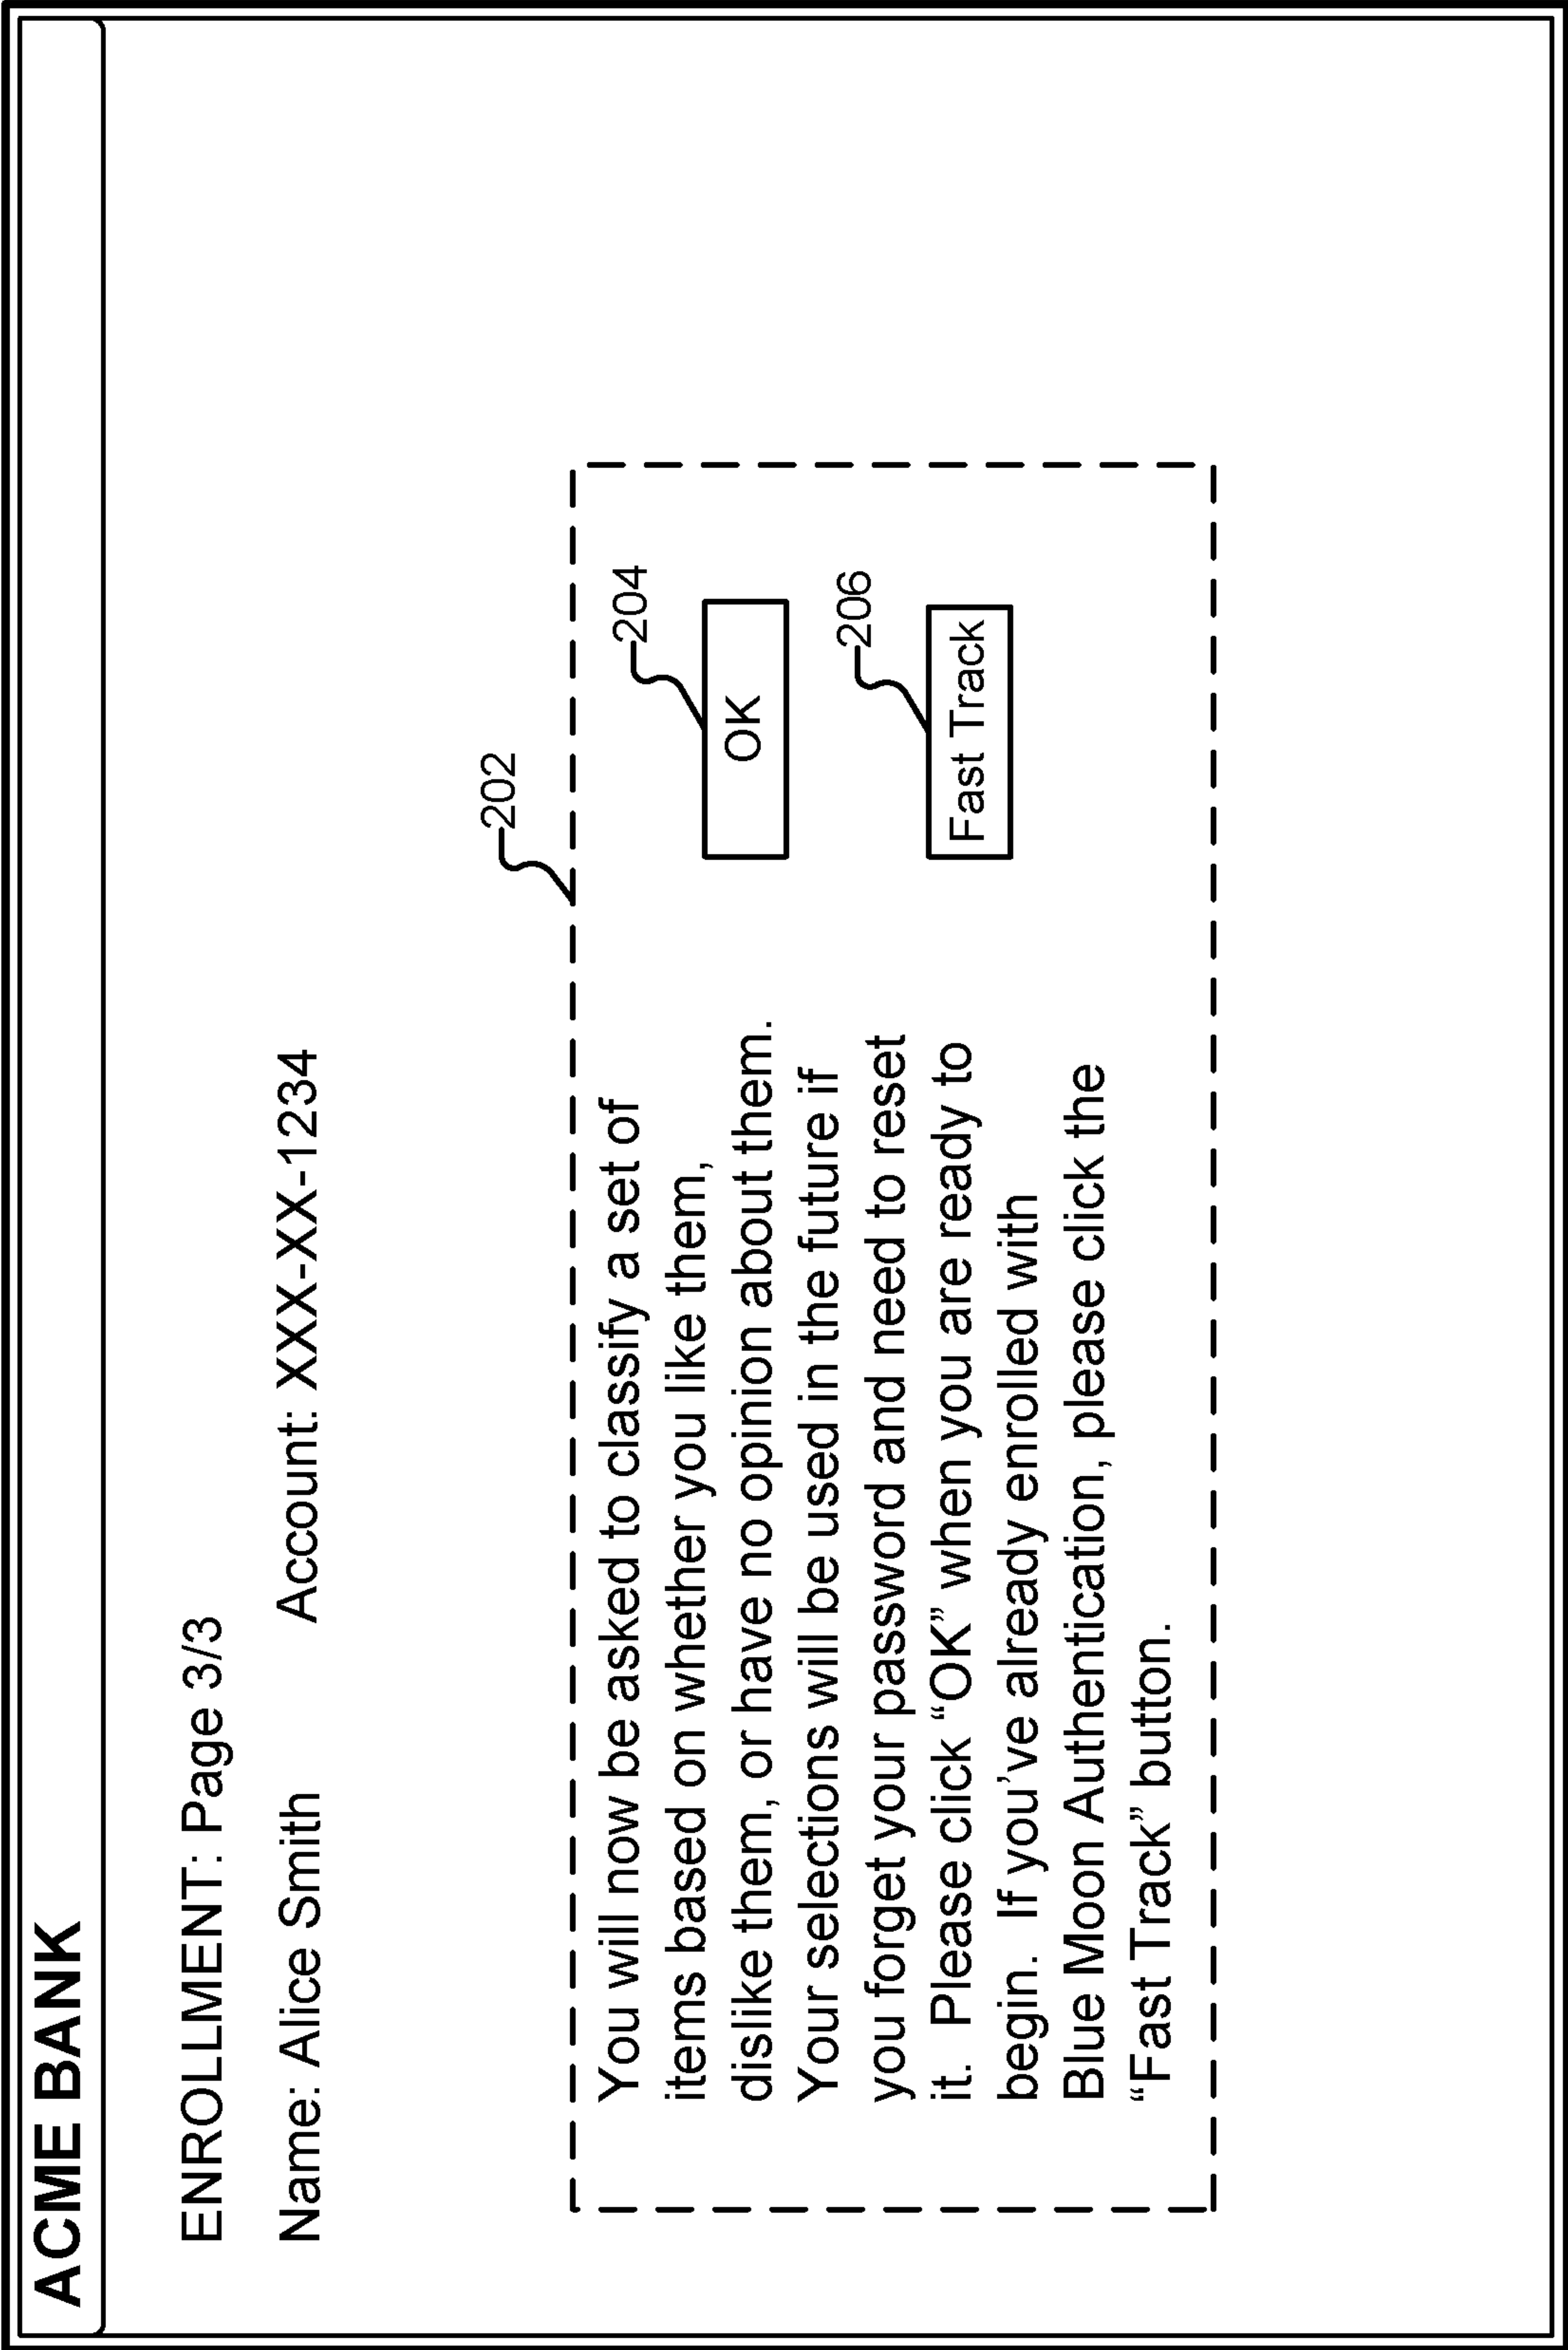 ACME BANK
ENROLLMENT: Page 3/3
Name: Alice Smith Account: XXX-XX-1234
202
You will now be asked to classify a set of
items based on whether you like them,
dislike them, or have no opinion about them.
Your selections will be used in the future if
you forget your password and need to reset
it. Please click “OK” when you are ready to
begin. If you’ve already enrolled with
Blue Moon Authentication, please click the
“Fast Track” button.
204
OK
206
Fast Track